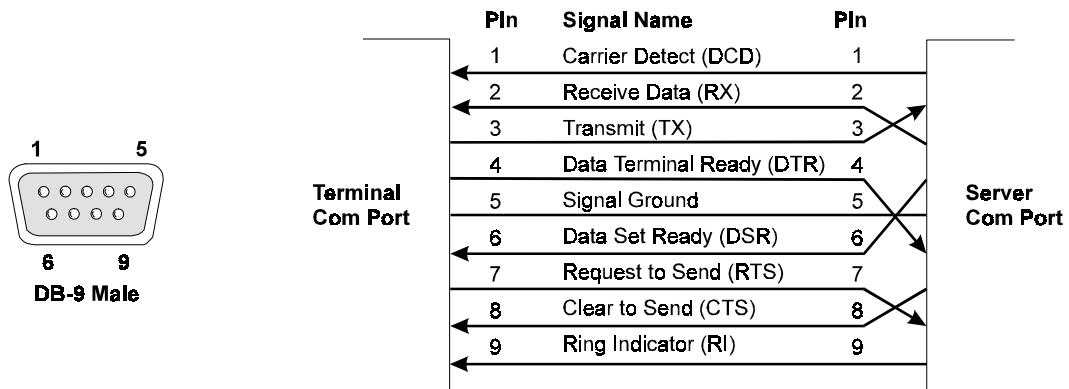 Pin Signal Name Pin
1 Carrier Detect (DCD) 1
2 Receive Data (RX) 2
3 Transmit (TX) 3
4 Data Terminal Ready (DTR) 4
5 Signal Ground 5
6 Data Set Ready (DSR) 6
7 Request to Send (RTS) 7
8 Clear to Send (CTS) 8
9 Ring Indicator (RI) 9
1 5
6 9
DB-9 Male
Terminal
Com Port
Server
Com Port